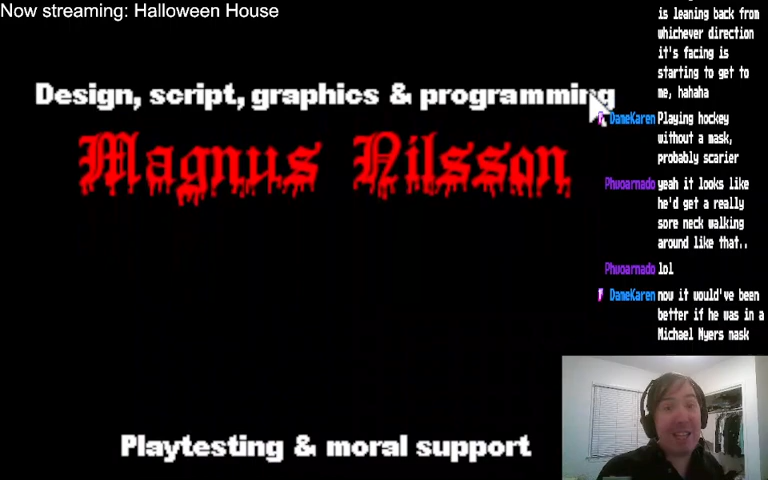 Now streaming: Halloween House
Design, script, graphics & programming
Magnus Nilsson
Playtesting & moral support
is leaning back from
whichever direction
it's facing is
starting to get to
me, hahaha
DameKaren Playing hockey
without a mask,
probably scarier
Phuoarnado yeah it looks like
he'd get a really
sore neck walking
around like that..
Phuoarnado lol
DameKaren now it would've been
better if he was in a
Michael Myers mask